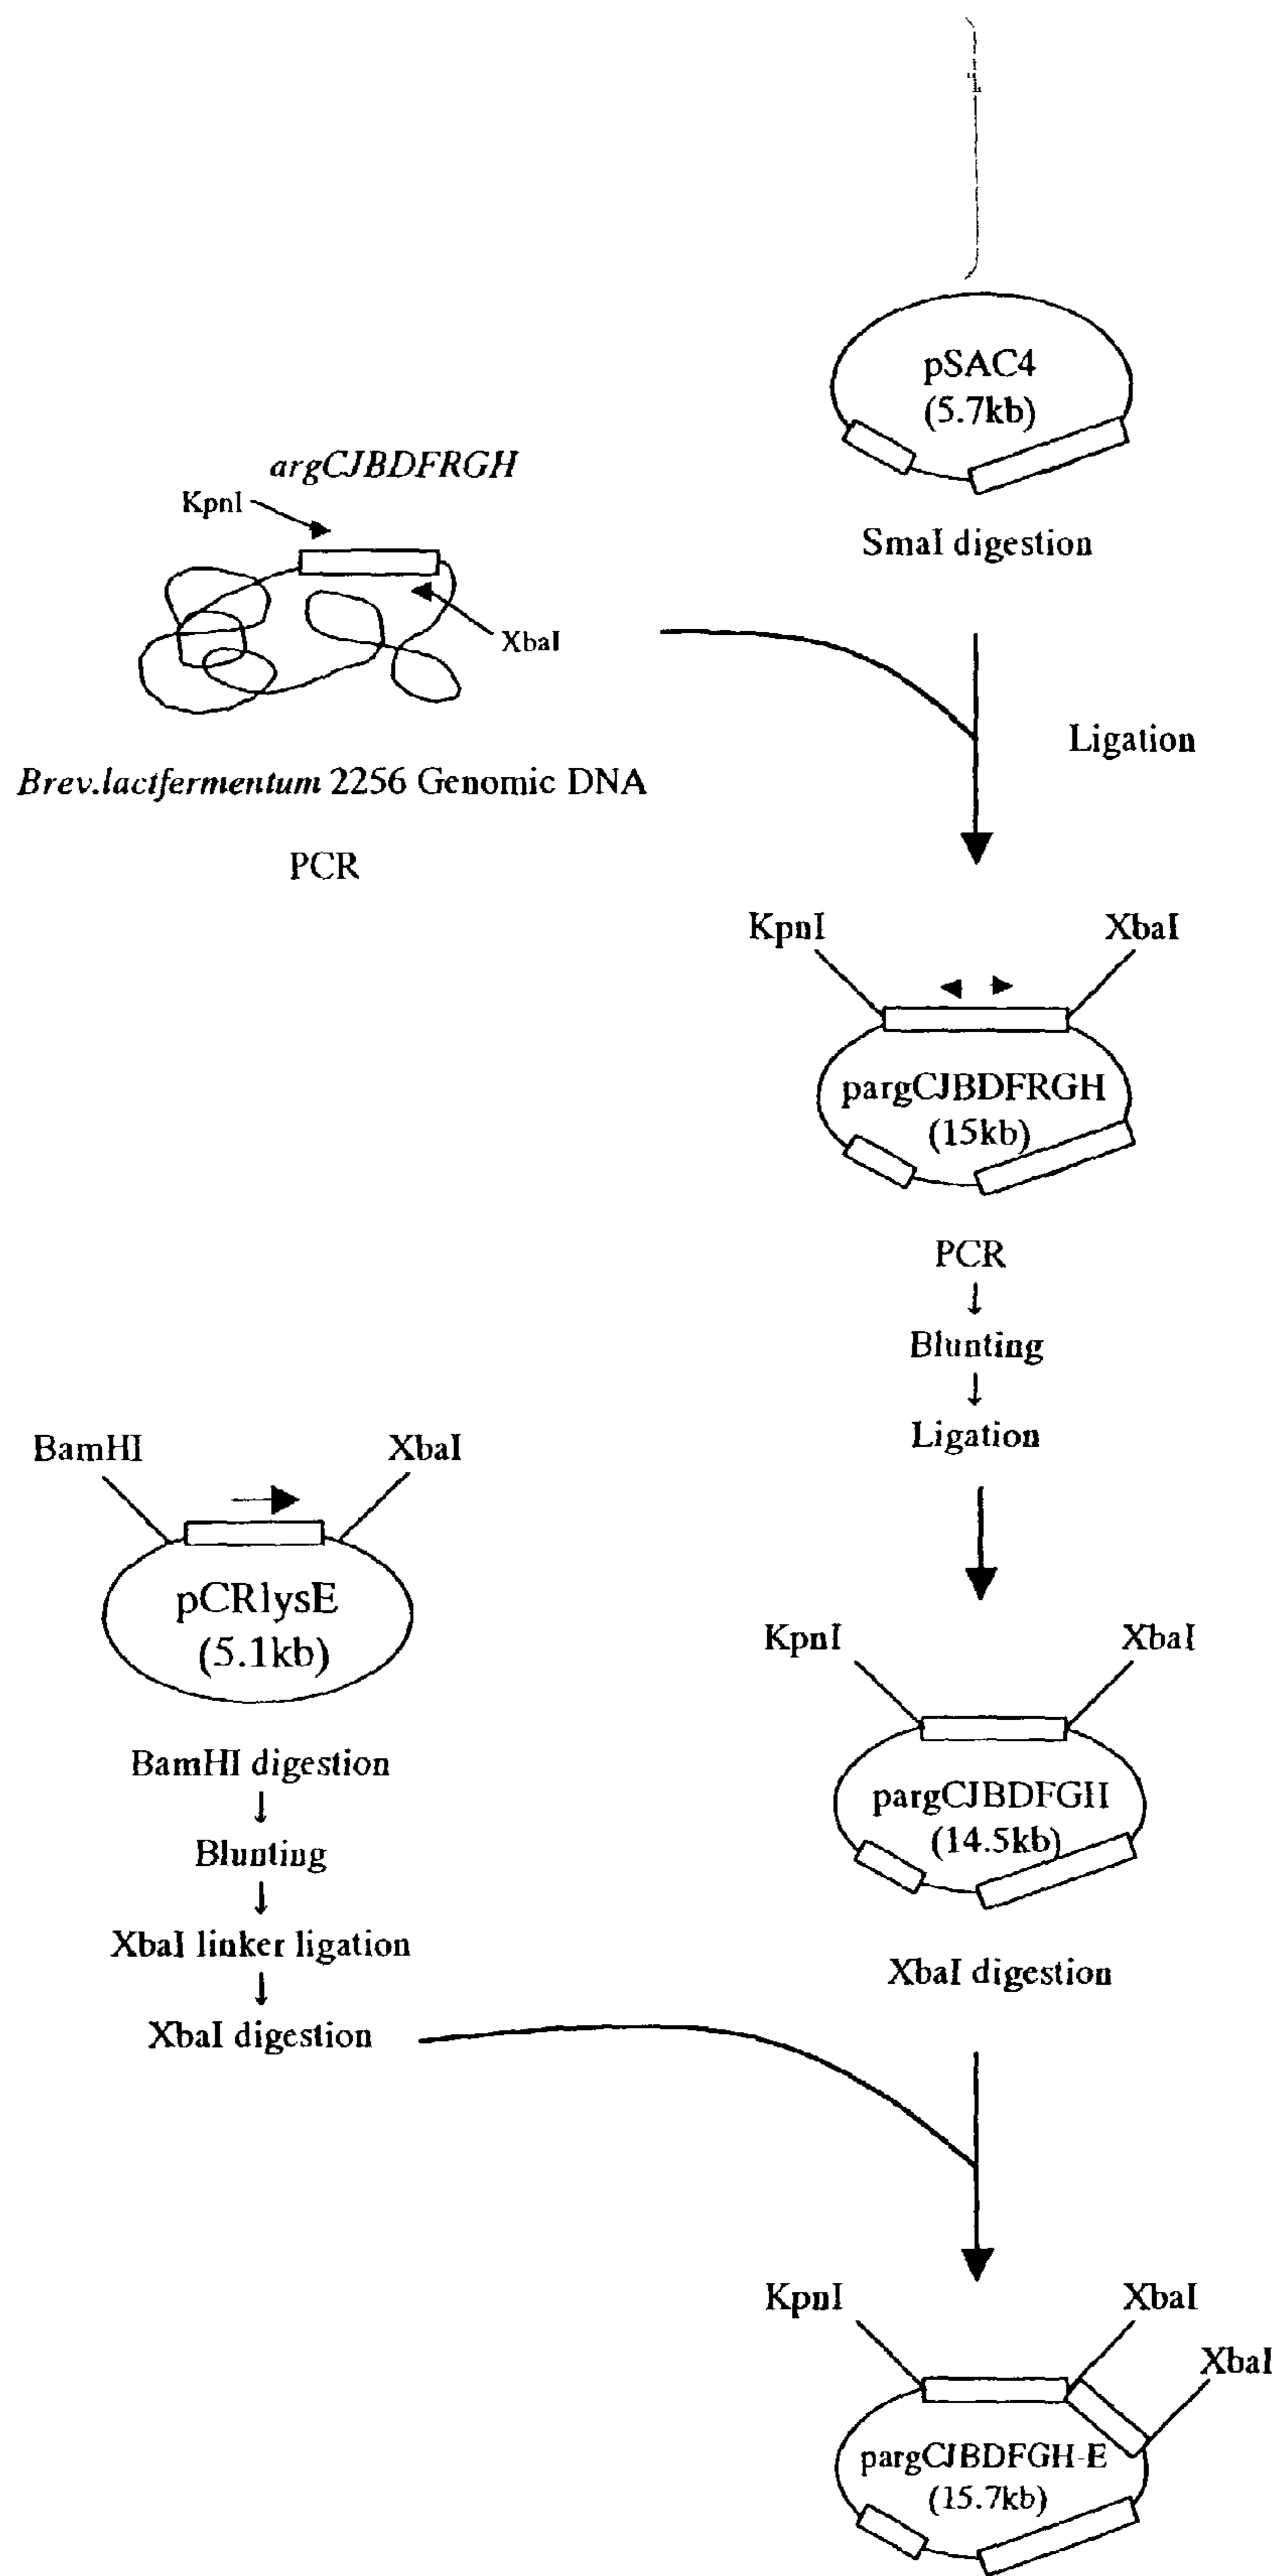 pSAC4
(5.7kb)
SmaI digestion
argCJBDFRGH
KpnI
XbaI
Brev.lactfermentum 2256 Genomic DNA
PCR
Ligation
KpnI
XbaI
pargCJBDFRGH
(15kb)
PCR
↓
Blunting
↓
Ligation
BamHI
XbaI
pCRlysE
(5.1kb)
BamHI digestion
↓
Blunting
↓
XbaI linker ligation
↓
XbaI digestion
KpnI
XbaI
pargCJBDFGH
(14.5kb)
XbaI digestion
KpnI
XbaI
XbaI
pargCJBDFGH-E
(15.7kb)